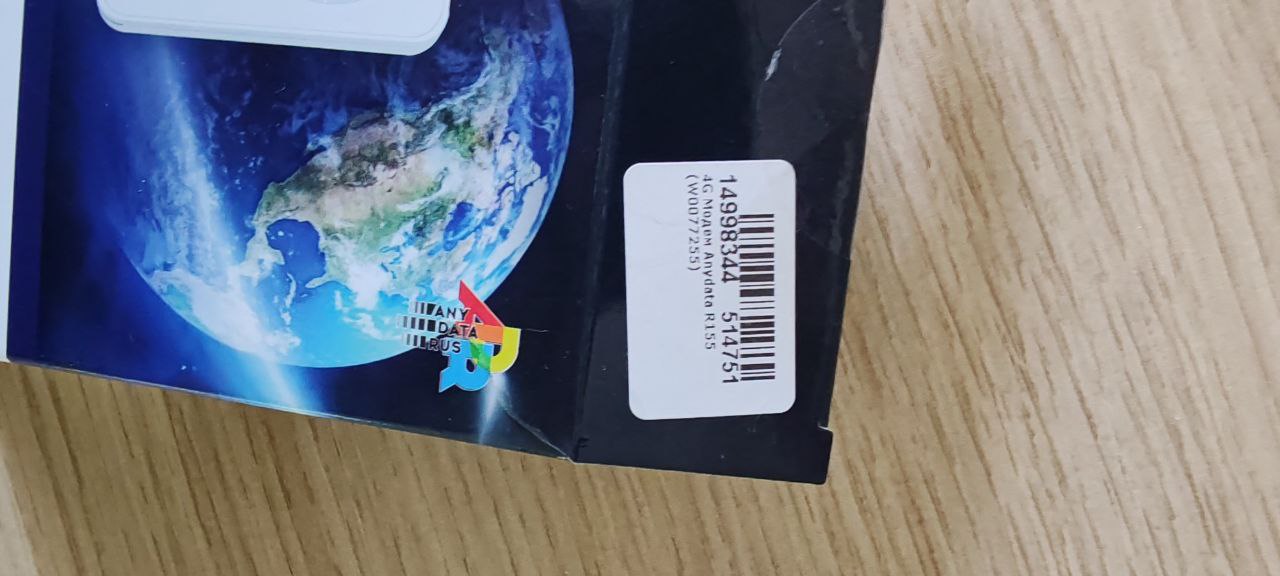 ANY
DATA
RUS
14998344 514751
4G Модем Anydata R155
(W0077255)